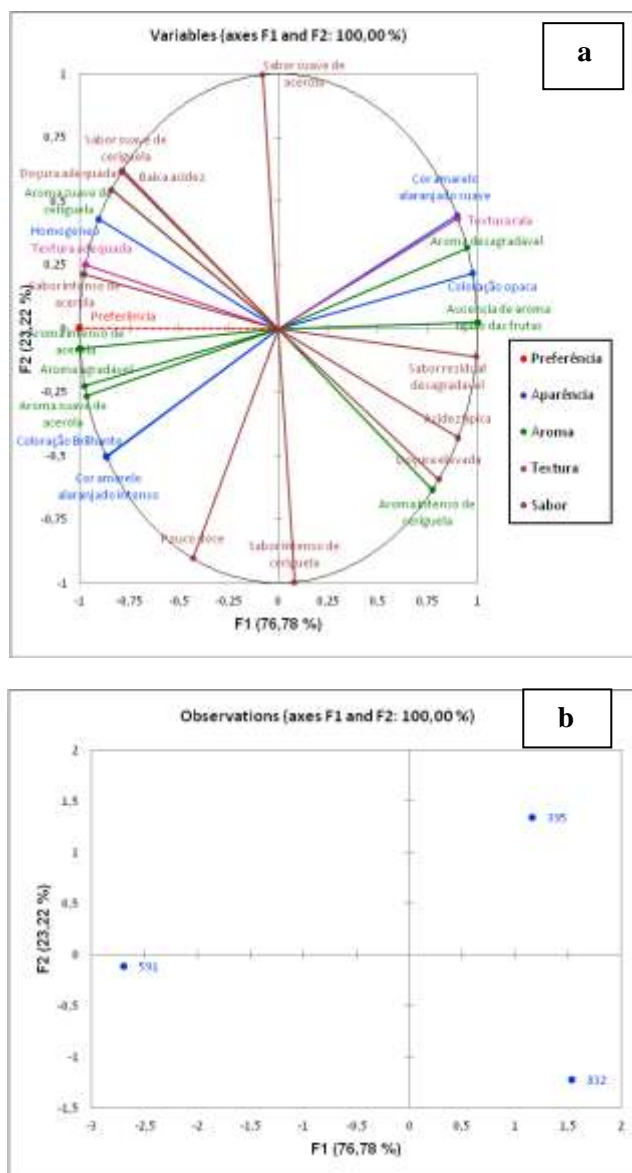 Variables (axes F1 and F2: 100,00 %)
a
1
0,75
0,5
0,25
0
-0,25
-0,5
-0,75
-1
F2 (23,22 %)
Sabor suave de
acerola
Sabor suave de
ceriguela
Doçura adequada
Baixa acidez
Aroma suave de
ceriguela
Homogêneo
Textura adequada
Sabor intenso de
acerola
Preferência
Aroma intenso de
acerola
Aroma agradável
Aroma suave de
acerola
Coloração Brilhante
Cor amarelo
alaranjado intenso
Pouco doce
Sabor intenso de
ceriguela
Cor amarelo
alaranjado suave
Textura rala
Aroma desagradável
Coloração opaca
Ausência de aroma
das frutas
Sabor residual
desagradável
Acidez típica
Doçura elevada
Aroma intenso de
ceriguela
Preferência
Aparência
Aroma
Textura
Sabor
-1 -0,75 -0,5 -0,25 0 0,25 0,5 0,75 1
F1 (76,78 %)
Observations (axes F1 and F2: 100,00 %)
b
2
1,5
1
0,5
0
-0,5
-1
-1,5
F2 (23,22 %)
591
-3 -2,5 -2 -1,5 -1 -0,5 0 0,5 1 1,5 2
F1 (76,78 %)